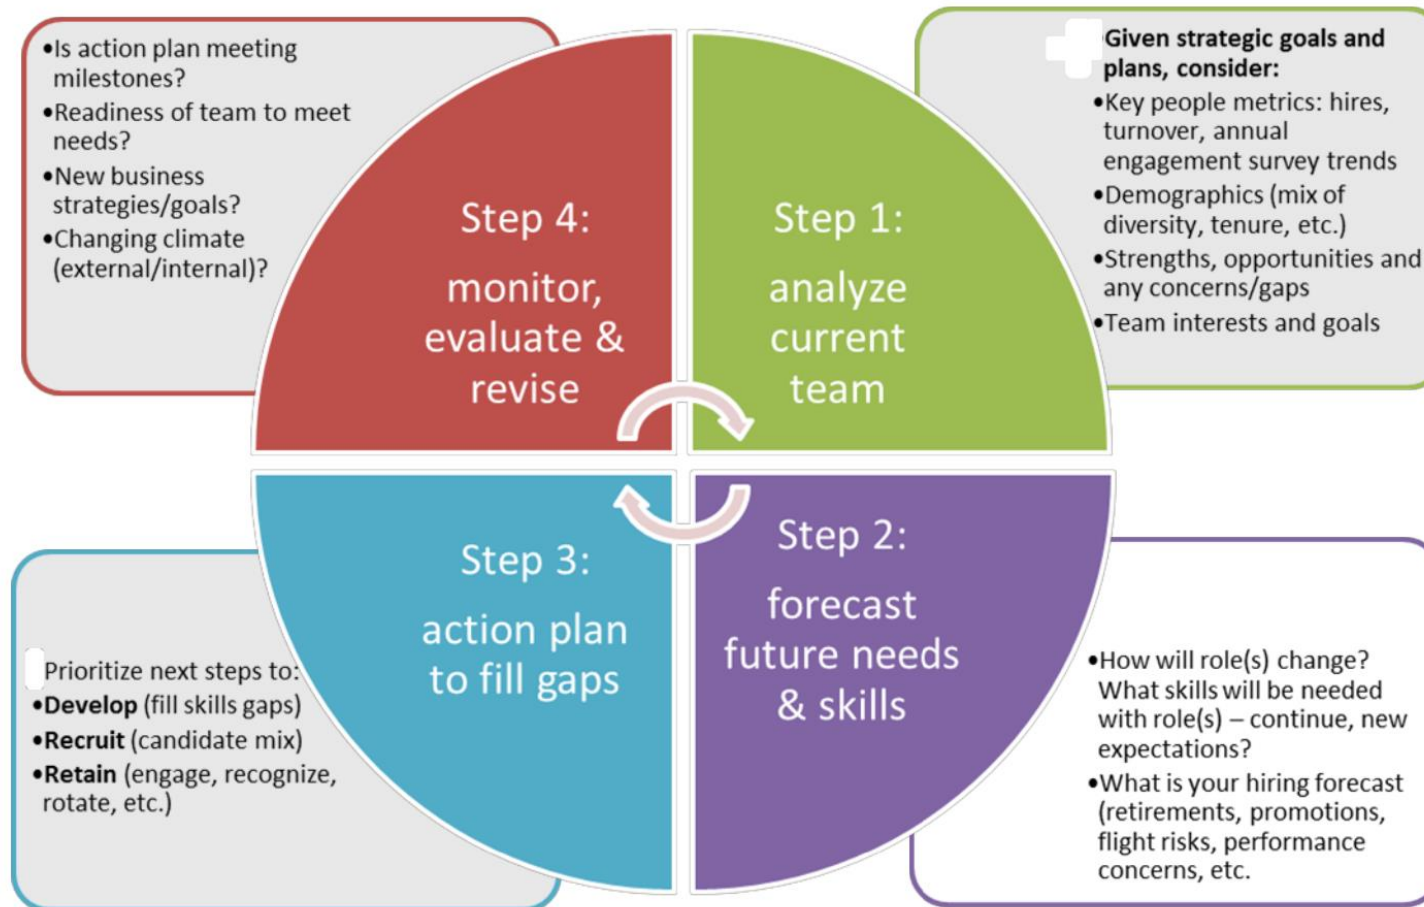 •Is action plan meeting
milestones?
•Readiness of team to meet
needs?
•New business
strategies/goals?
•Changing climate
(external/internal)?
Step 4:
monitor,
evaluate &
revise
Step 1:
analyze
current
team
Given strategic goals and
plans, consider:
•Key people metrics: hires,
turnover, annual
engagement survey trends
•Demographics (mix of
diversity, tenure, etc.)
•Strengths, opportunities and
any concerns/gaps
•Team interests and goals
Prioritize next steps to:
•Develop (fill skills gaps)
•Recruit (candidate mix)
•Retain (engage, recognize,
rotate, etc.)
Step 3:
action plan
to fill gaps
Step 2:
forecast
future needs
& skills
•How will role(s) change?
What skills will be needed
with role(s) – continue, new
expectations?
•What is your hiring forecast
(retirements, promotions,
flight risks, performance
concerns, etc.